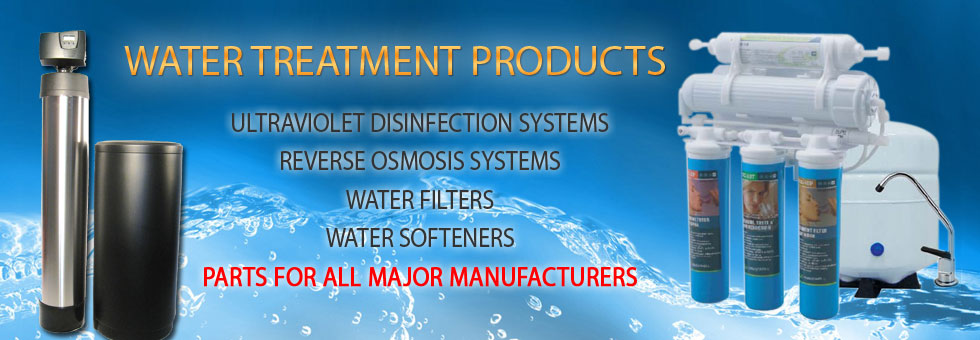 WATER TREATMENT PRODUCTS
ULTRAVIOLET DISINFECTION SYSTEMS
REVERSE OSMOSIS SYSTEMS
WATER FILTERS
WATER SOFTENERS
PARTS FOR ALL MAJOR MANUFACTURERS